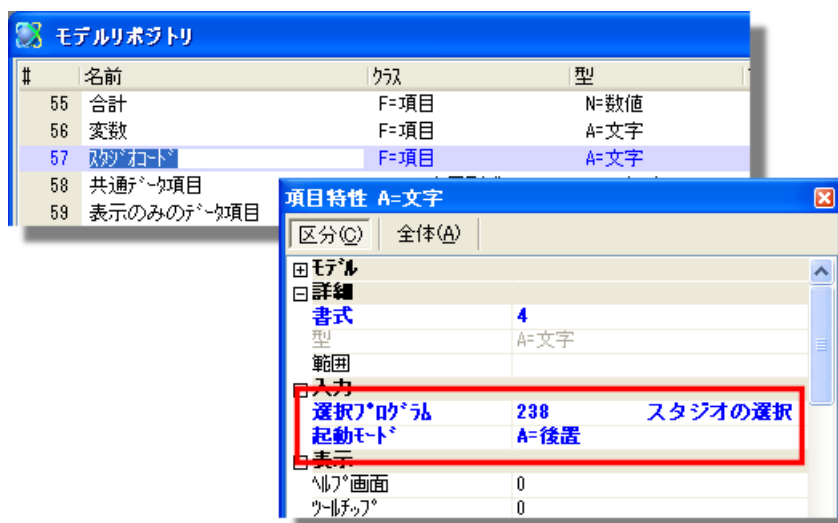 モデルリポジトリ
# 名前 クラス 型
55 合計 F=項目 N=数値
56 変数 F=項目 A=文字
57 ｽﾀｼﾞｵｺｰﾄﾞ F=項目 A=文字
58 共通ﾃﾞｰﾀ項目
59 表示のみのﾃﾞｰﾀ項目
項目特性 A=文字
区分(C) 全体(A)
ﾓﾃﾞﾙ
詳細
書式 4
型 A=文字
範囲
入力
選択ﾌﾟﾛｸﾞﾗﾑ 238 スタジオの選択
起動ﾓｰﾄﾞ A=後置
表示
ﾍﾙﾌﾟ画面 0
ﾂｰﾙﾁｯﾌﾟ 0